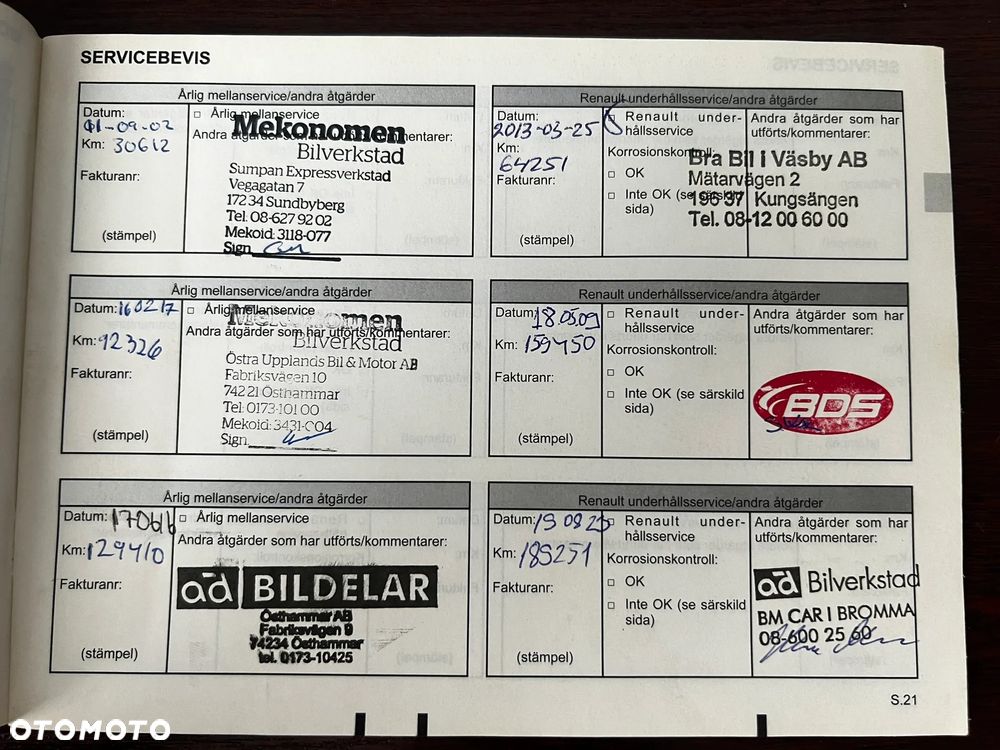 SERVICEBEVIS
Årlig mellanservice/andra åtgärder
Datum:
01-09-02
Km: 30612
Fakturanr:
(stämpel)
Årlig mellanservice
Andra åtgärder som har utförts/kommentarer:
Mekonomen
Bilverkstad
Sumpan Expressverkstad
Vegagatan 7
172 34 Sundbyberg
Tel: 08-627 92 02
Mekoid: 3118-077
Sign
Renault underhållsservice/andra åtgärder
Datum:
2013-03-25
Km:
64251
Fakturanr:
(stämpel)
Renault under-
hållsservice
Korrosionskontroll:
OK
Inte OK (se särskild
sida)
Andra åtgärder som har
utförts/kommentarer:
Bra Bil i Väsby AB
Mätarvägen 2
196 37 Kungsängen
Tel. 08-12 00 60 00
Årlig mellanservice/andra åtgärder
Datum: 160217
Km: 92326
Fakturanr:
(stämpel)
Årlig mellanservice
Andra åtgärder som har utförts/kommentarer:
Mekonomen
Bilverkstad
Östra Upplands Bil & Motor AB
Fabriksvägen 10
742 21 Östhammar
Tel: 0173-101 00
Mekoid: 3431-004
Sign
Renault underhållsservice/andra åtgärder
Datum: 18.05.09
Km: 159450
Fakturanr:
(stämpel)
Renault under-
hållsservice
Korrosionskontroll:
OK
Inte OK (se särskild
sida)
Andra åtgärder som har
utförts/kommentarer:
BDS
Årlig mellanservice/andra åtgärder
Datum: 170616
Km: 129410
Fakturanr:
(stämpel)
Årlig mellanservice
Andra åtgärder som har utförts/kommentarer:
ad BILDELAR
Östhammar AB
Fabriksvägen 9
74234 Östhammar
tel. 0173-10425
Renault underhållsservice/andra åtgärder
Datum: 190823
Km: 185251
Fakturanr:
(stämpel)
Renault under-
hållsservice
Korrosionskontroll:
OK
Inte OK (se särskild
sida)
Andra åtgärder som har
utförts/kommentarer:
ad Bilverkstad
BM CAR I BROMMA
08-600 25 60
S.21
OTOMOTO